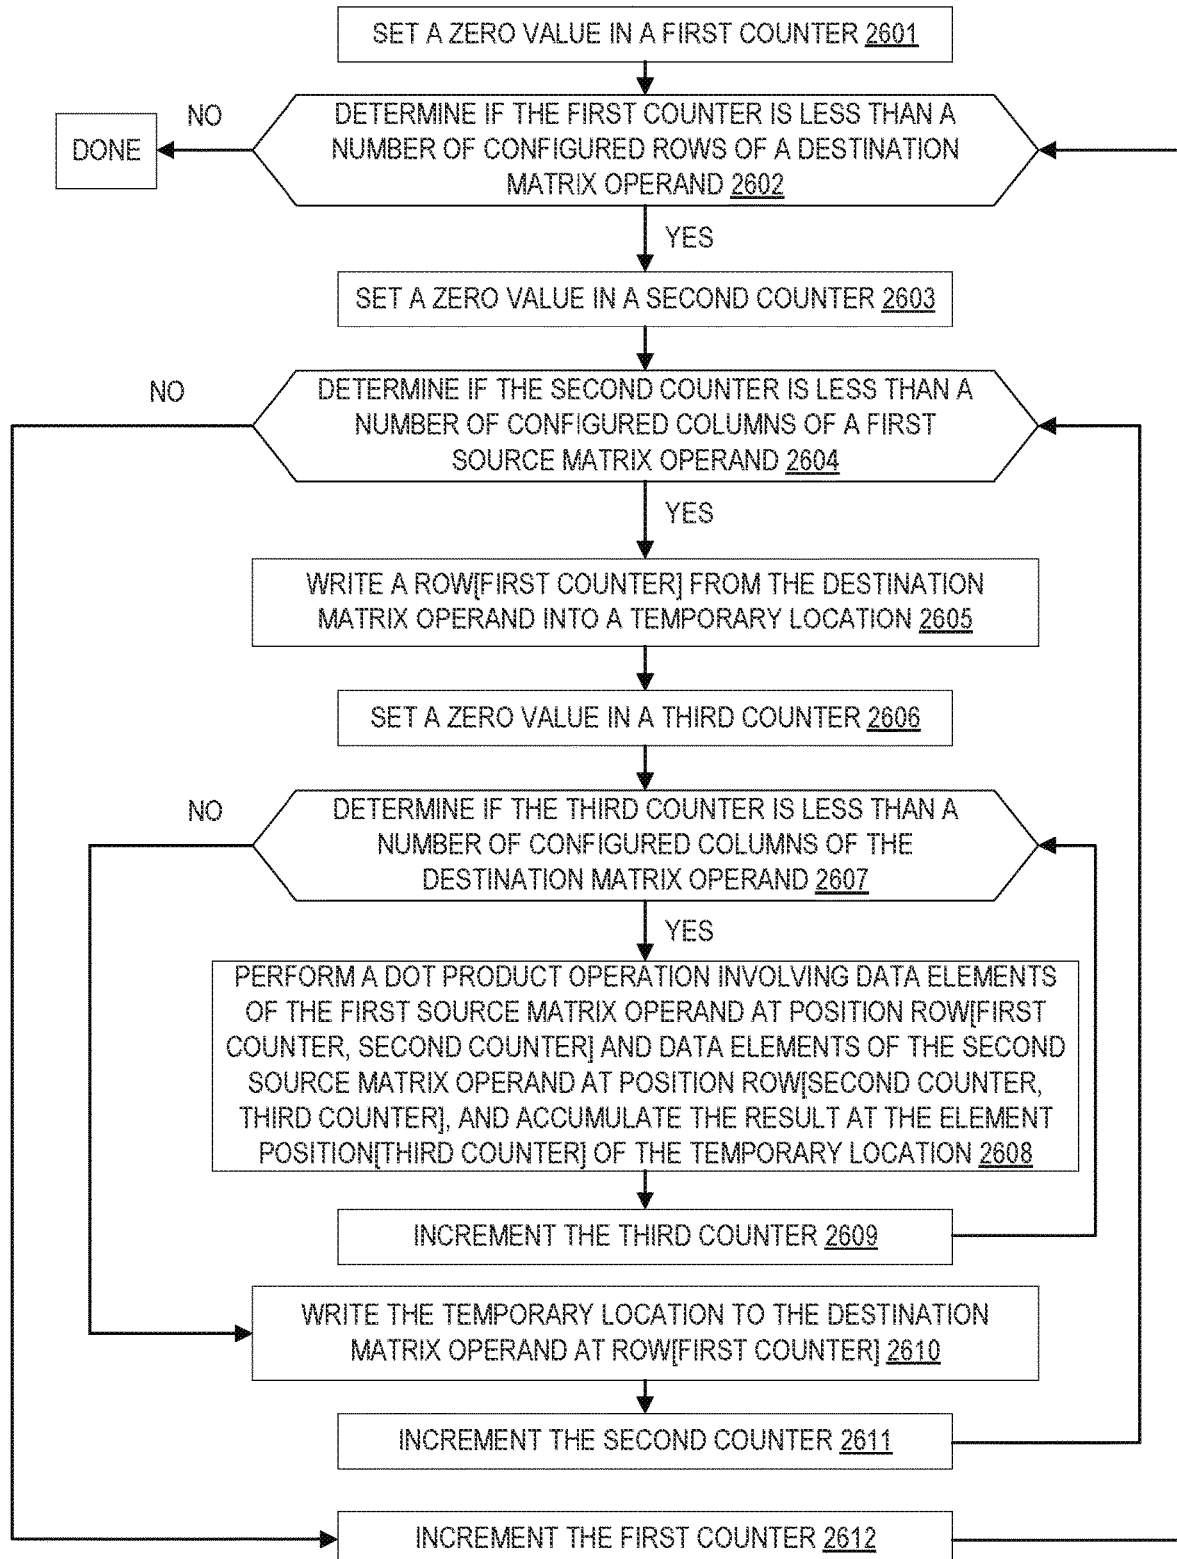 SET A ZERO VALUE IN A FIRST COUNTER 2601
NO
DONE
DETERMINE IF THE FIRST COUNTER IS LESS THAN A
NUMBER OF CONFIGURED ROWS OF A DESTINATION
MATRIX OPERAND 2602
YES
SET A ZERO VALUE IN A SECOND COUNTER 2603
NO
DETERMINE IF THE SECOND COUNTER IS LESS THAN A
NUMBER OF CONFIGURED COLUMNS OF A FIRST
SOURCE MATRIX OPERAND 2604
YES
WRITE A ROW[FIRST COUNTER] FROM THE DESTINATION
MATRIX OPERAND INTO A TEMPORARY LOCATION 2605
SET A ZERO VALUE IN A THIRD COUNTER 2606
NO
DETERMINE IF THE THIRD COUNTER IS LESS THAN A
NUMBER OF CONFIGURED COLUMNS OF THE
DESTINATION MATRIX OPERAND 2607
YES
PERFORM A DOT PRODUCT OPERATION INVOLVING DATA ELEMENTS
OF THE FIRST SOURCE MATRIX OPERAND AT POSITION ROW[FIRST
COUNTER, SECOND COUNTER] AND DATA ELEMENTS OF THE SECOND
SOURCE MATRIX OPERAND AT POSITION ROW[SECOND COUNTER,
THIRD COUNTER], AND ACCUMULATE THE RESULT AT THE ELEMENT
POSITION[THIRD COUNTER] OF THE TEMPORARY LOCATION 2608
INCREMENT THE THIRD COUNTER 2609
WRITE THE TEMPORARY LOCATION TO THE DESTINATION
MATRIX OPERAND AT ROW[FIRST COUNTER] 2610
INCREMENT THE SECOND COUNTER 2611
INCREMENT THE FIRST COUNTER 2612